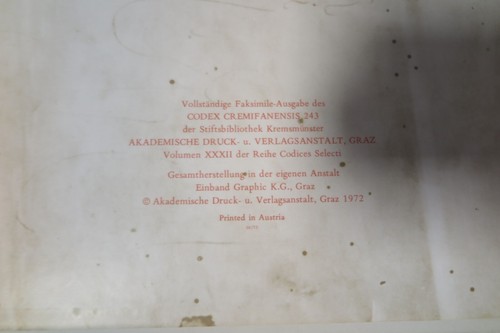 Vollständige Faksimile-Ausgabe des
CODEX CREMIFANENSIS 243
der Stiftsbibliothek Kremsmünster
AKADEMISCHE DRUCK- u. VERLAGSANSTALT, GRAZ
Volumen XXXII der Reihe Codices Selecti
Gesamtherstellung in der eigenen Anstalt
Einband Graphic K.G., Graz
© Akademische Druck- u. Verlagsanstalt, Graz 1972
Printed in Austria